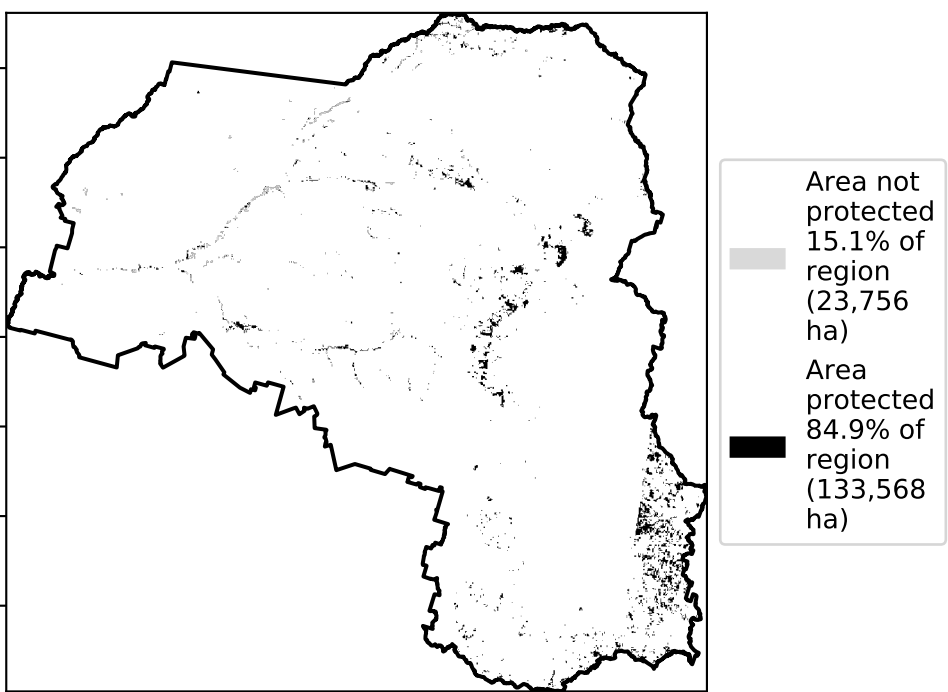 Area not
protected
15.1% of
region
(23,756
ha)
Area
protected
84.9% of
region
(133,568
ha)